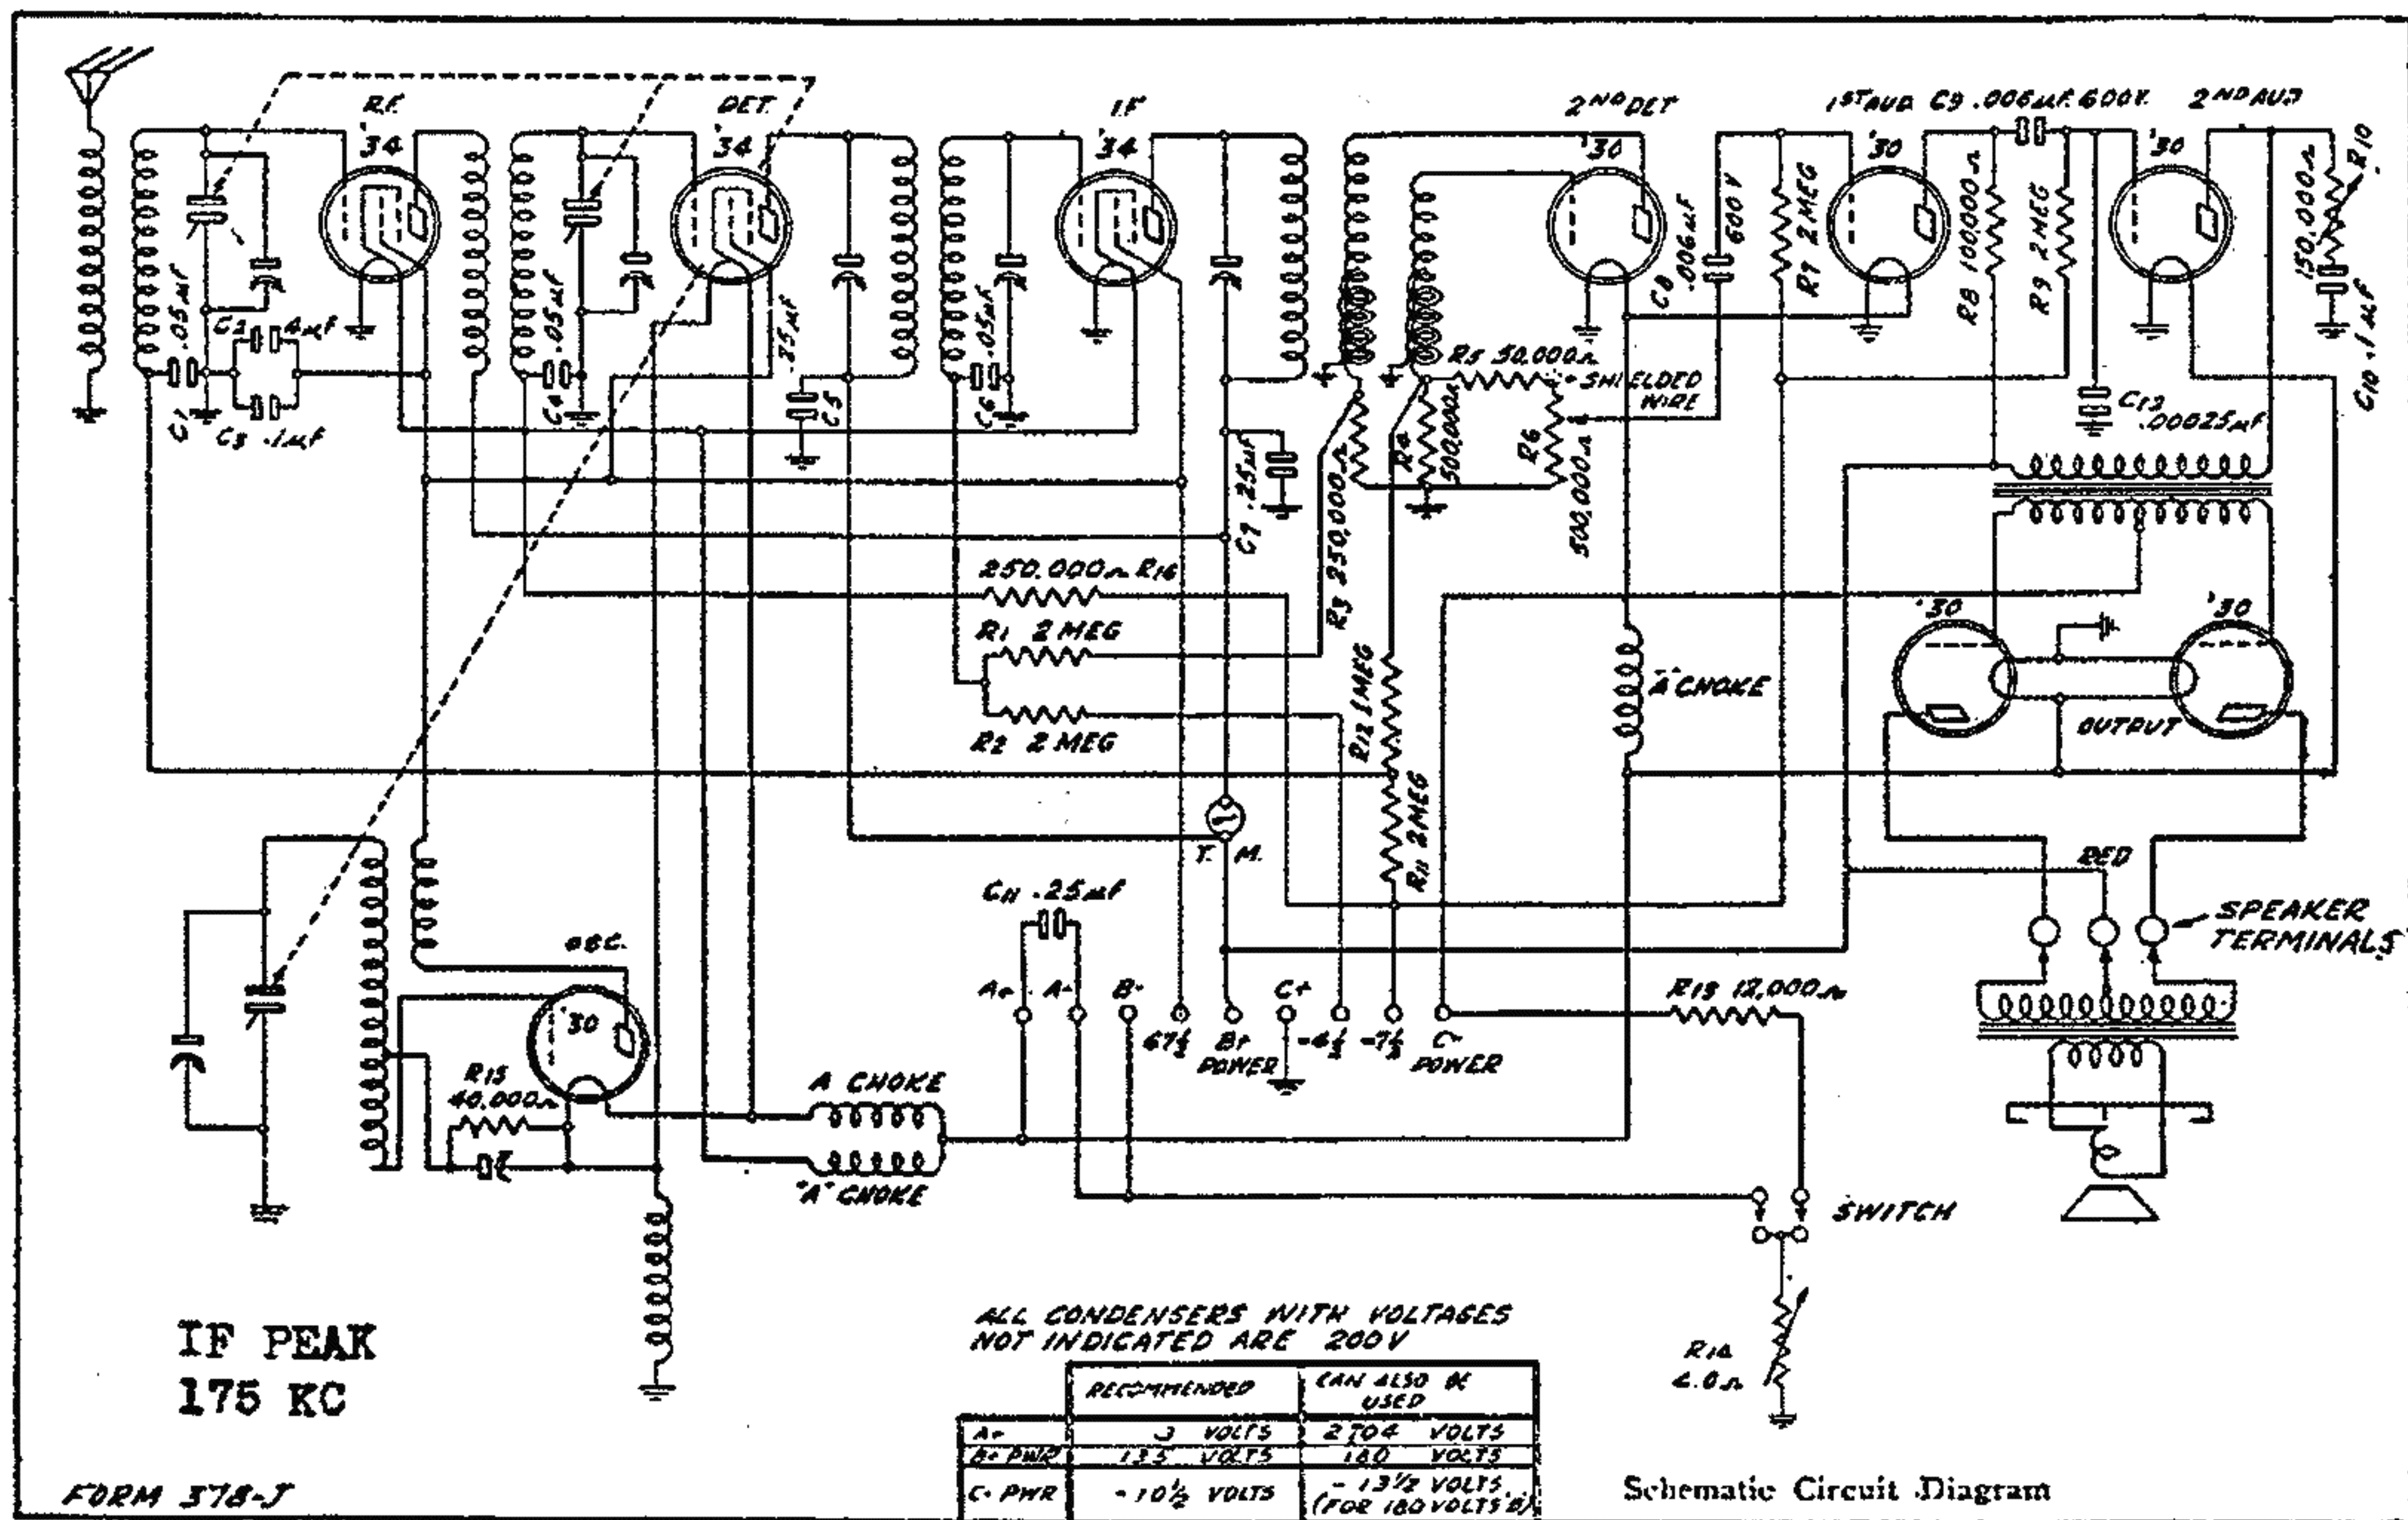 R.F.
DET.
I.F
2ND DET
1ST AUD
C9 .006µF. 600V.
2ND AUD
'34
'34
'34
'30
'30
'30
R10
150,000Ω
C10 .1µF
C8 .006µF 600V
R7 2 MEG
R8 100,000Ω
R9 2 MEG
.05µF
C1
C2 4µF
C3 .1µF
.05µF
C4
.25µF
C5
.05µF
C6
C7 .25µF
R5 50,000Ω
SHIELDED
WIRE
R4
500,000Ω
R6
500,000Ω
C12
.00025µF
R3 250,000Ω
250,000Ω R16
R1 2 MEG
R2 2 MEG
R12 1 MEG
R11 2 MEG
"A" CHOKE
'30
'30
OUTPUT
T. M.
RED
SPEAKER
TERMINALS
C11 .25µF
OSC.
'30
R15
40,000Ω
A+
A-
B-
67½
B+
POWER
C+
-4½
-7½
C-
POWER
R13 12,000Ω
A CHOKE
"A" CHOKE
SWITCH
R14
IF PEAK
175 KC
ALL CONDENSERS WITH VOLTAGES
NOT INDICATED ARE 200V
RECOMMENDED
CAN ALSO BE
USED
A+ 3 VOLTS 2 TO 4 VOLTS
B+ PWR 135 VOLTS 180 VOLTS
C- PWR -10½ VOLTS - 13½ VOLTS
(FOR 180 VOLTS B)
FORM 378-J
Schematic Circuit Diagram